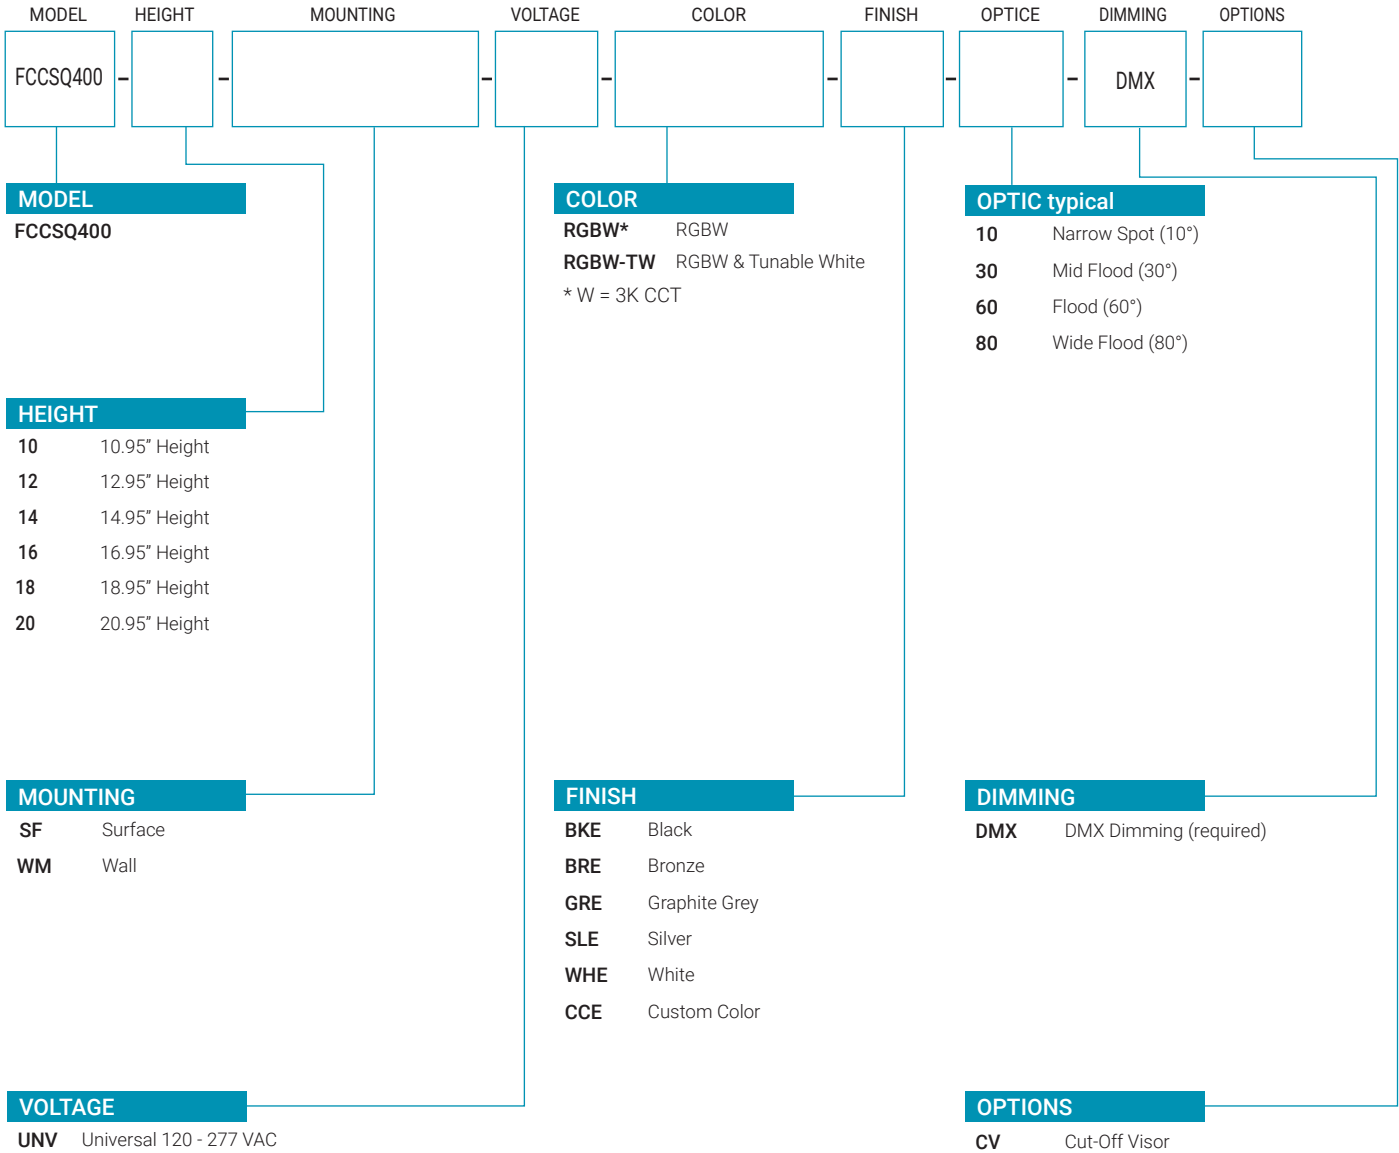 MODEL HEIGHT MOUNTING VOLTAGE COLOR FINISH OPTICE DIMMING OPTIONS
FCCSQ400 - - - - - - - DMX -
MODEL
FCCSQ400
HEIGHT
10 10.95” Height
12 12.95” Height
14 14.95” Height
16 16.95” Height
18 18.95” Height
20 20.95” Height
MOUNTING
SF Surface
WM Wall
VOLTAGE
UNV Universal 120 - 277 VAC
COLOR
RGBW* RGBW
RGBW-TW RGBW & Tunable White
* W = 3K CCT
FINISH
BKE Black
BRE Bronze
GRE Graphite Grey
SLE Silver
WHE White
CCE Custom Color
OPTIC typical
10 Narrow Spot (10°)
30 Mid Flood (30°)
60 Flood (60°)
80 Wide Flood (80°)
DIMMING
DMX DMX Dimming (required)
OPTIONS
CV Cut-Off Visor